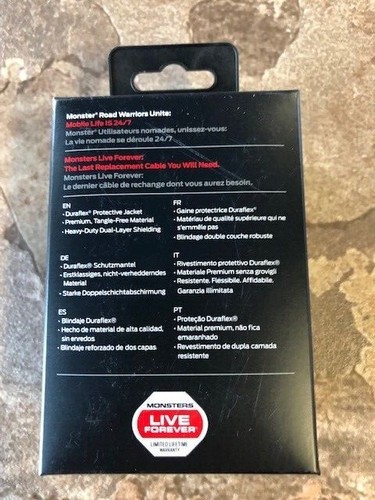 Monster® Road Warriors Unite:
Mobile Life IS 24/7
Monster® Utilisateurs nomades, unissez-vous:
La vie nomade se déroule 24/7
Monsters Live Forever:
The Last Replacement Cable You Will Need.
Monsters Live Forever:
Le dernier câble de rechange dont vous aurez besoin.
EN
• Duraflex® Protective Jacket
• Premium, Tangle-Free Material
• Heavy-Duty Dual-Layer Shielding
FR
• Gaine protectrice Duraflex®
• Matériau de qualité supérieure qui ne
s'emmêle pas
• Blindage double couche robuste
DE
• Duraflex® Schutzmantel
• Erstklassiges, nicht-verheddemdes
Material
• Starke Doppelschichtabschirmung
IT
• Rivestimento protettivo Duraflex®
• Materiale Premium senza grovigli
• Resistente. Flessibile. Affidabile.
Garanzia illimitata
ES
• Blindaje Duraflex®
• Hecho de material de alta calidad,
sin enredos
• Blindaje reforzado de dos capas
PT
• Proteção Duraflex®
• Material premium, não fica
emaranhado
• Revestimento de dupla camada
resistente
MONSTERS
LIVE
FOREVER
LIMITED LIFETIME
WARRANTY